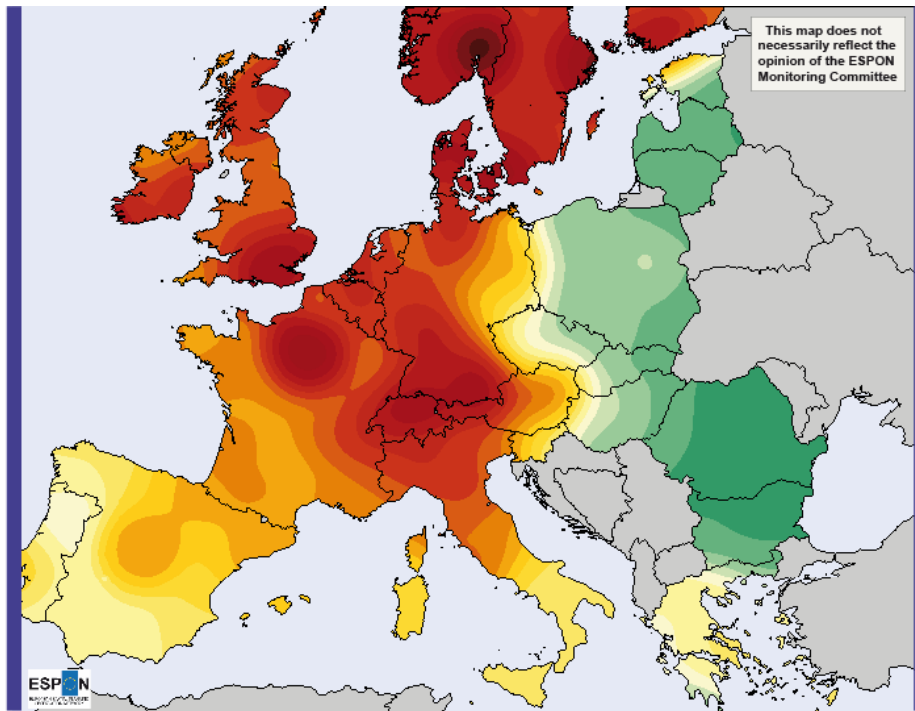 This map does not
necessarily reflect the
opinion of the ESPON
Monitoring Committee
ESPON